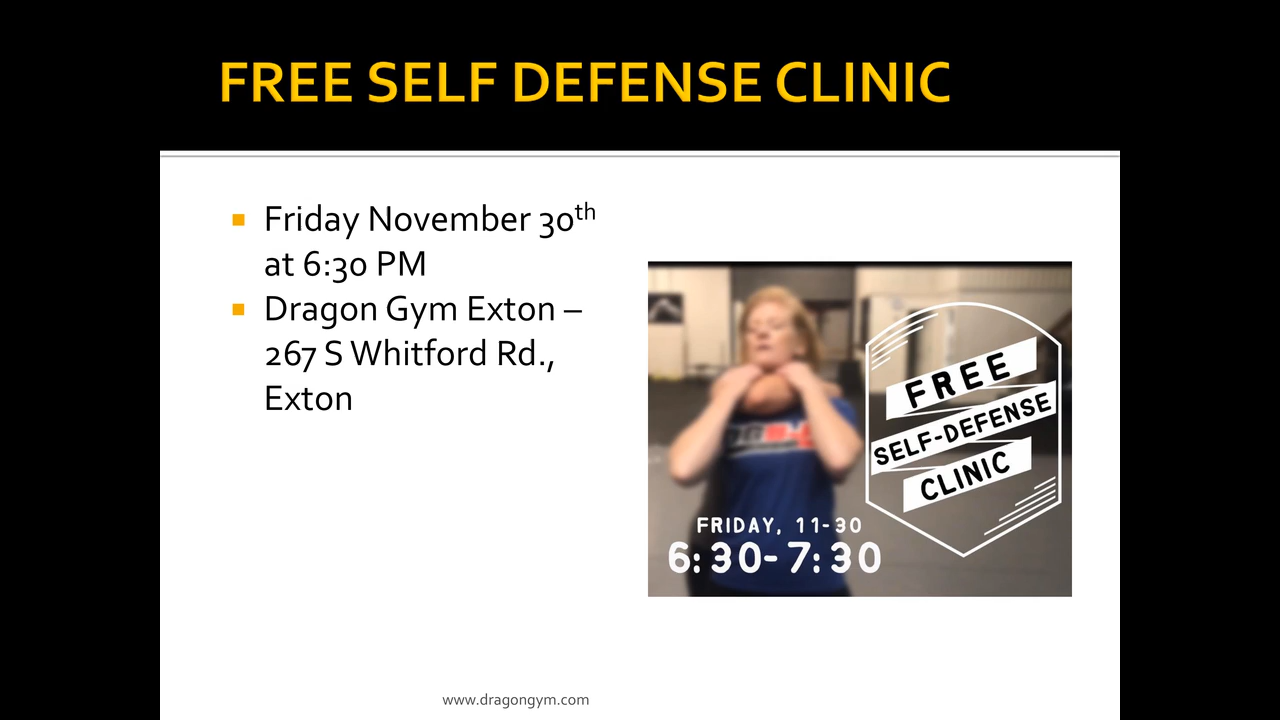 FREE SELF DEFENSE CLINIC
Friday November 30th
at 6:30 PM
Dragon Gym Exton –
267 S Whitford Rd.,
Exton
FREE
SELF-DEFENSE
CLINIC
FRIDAY, 11-30
6:30-7:30
www.dragongym.com